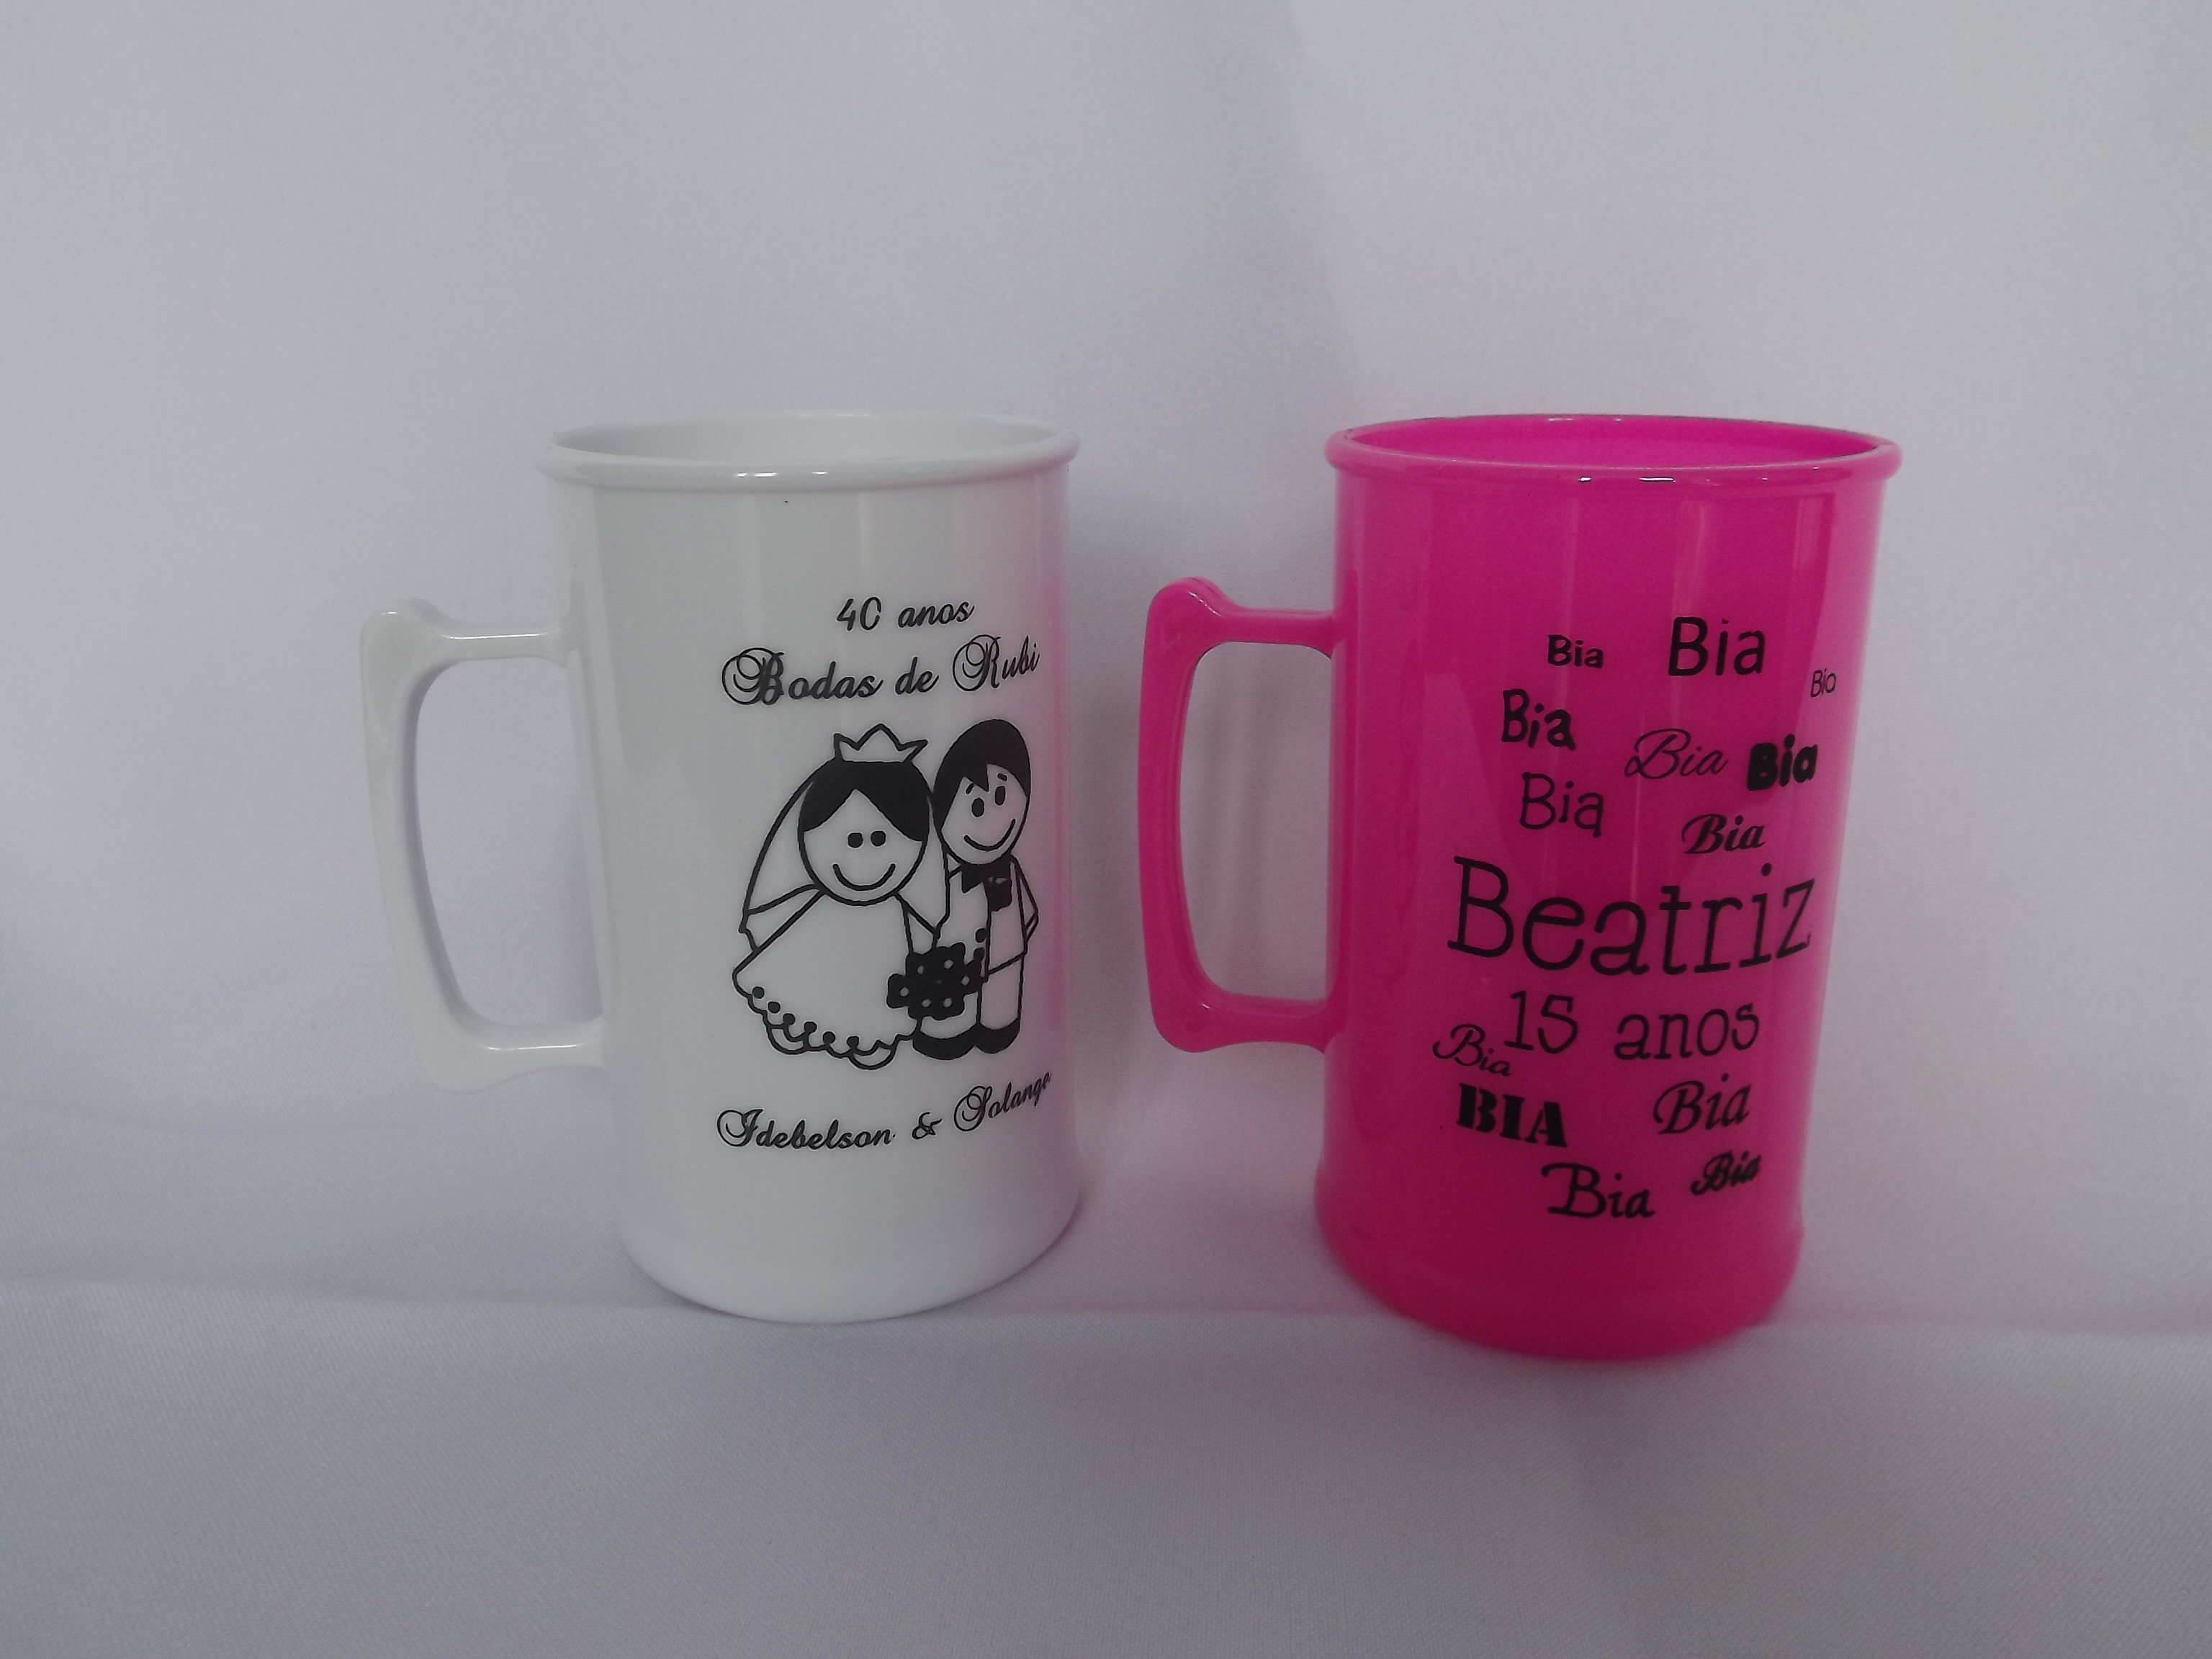 40 anos
Bodas de Rubi
Idebelson & Solange
Bia Bia Bia
Bia
Bia Bia
Bia
Bia
Beatriz
15 anos
Bia
BIA Bia
Bia Bia